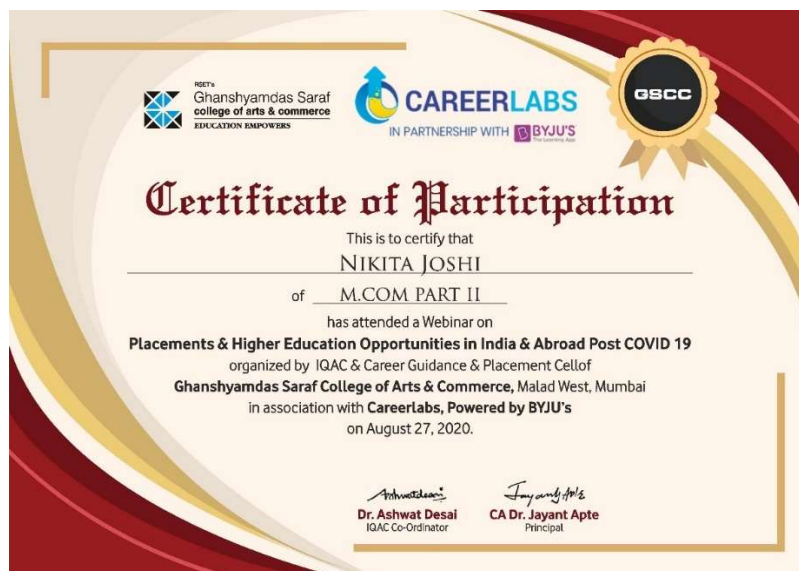 RSET's
Ghanshyamdas Saraf
college of arts & commerce
EDUCATION EMPOWERS
CAREERLABS
IN PARTNERSHIP WITH B BYJU'S
The Learning App
GSCC
Certificate of Participation
This is to certify that
NIKITA JOSHI
of M.COM PART II
has attended a Webinar on
Placements & Higher Education Opportunities in India & Abroad Post COVID 19
organized by IQAC & Career Guidance & Placement Cellof
Ghanshyamdas Saraf College of Arts & Commerce, Malad West, Mumbai
in association with Careerlabs, Powered by BYJU's
on August 27, 2020.
Dr. Ashwat Desai
IQAC Co-Ordinator
CA Dr. Jayant Apte
Principal